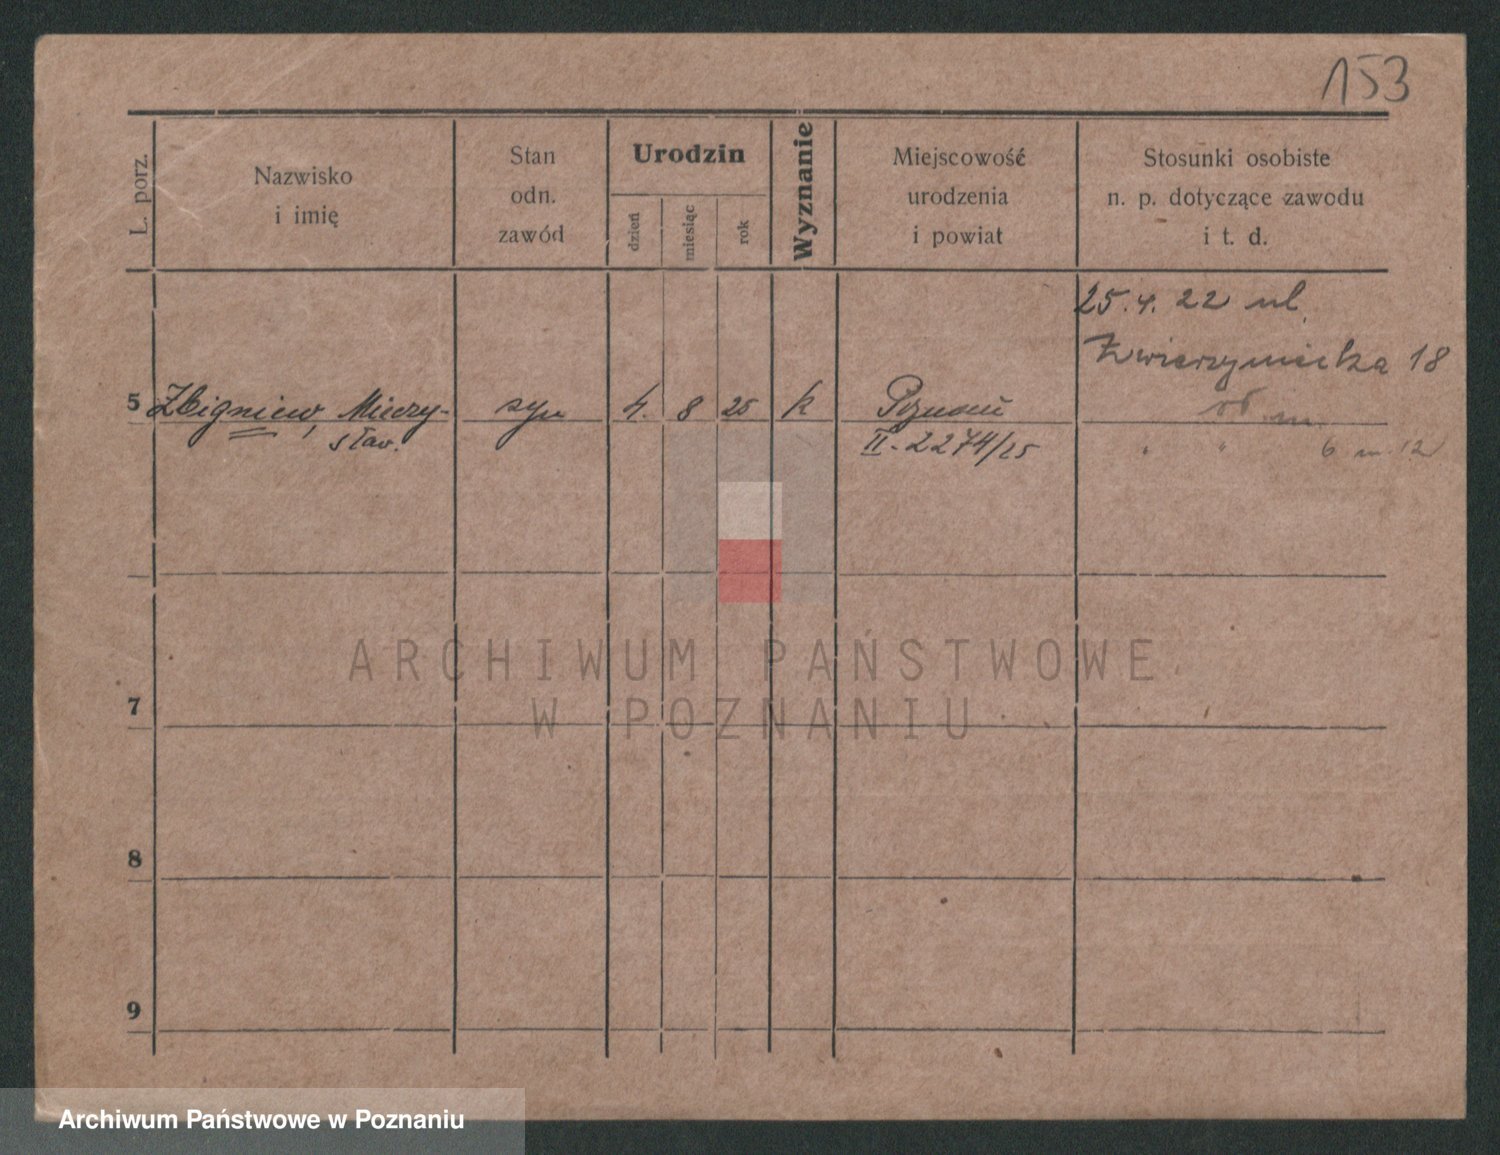 153
L. porz.
Nazwisko
i imię
Stan
odn.
zawód
Urodzin
dzień
miesiąc
rok
Wyznanie
Miejscowość
urodzenia
i powiat
Stosunki osobiste
n. p. dotyczące zawodu
i t. d.
25. 4. 22 ul.
Zwierzyniecka 18
5 Zbigniew, Mieczy- syn 4. 8 25 k Poznań
sław. II-2274/25
" " 6 m. 12
7
8
9
ARCHIWUM PAŃSTWOWE
W POZNANIU
Archiwum Państwowe w Poznaniu